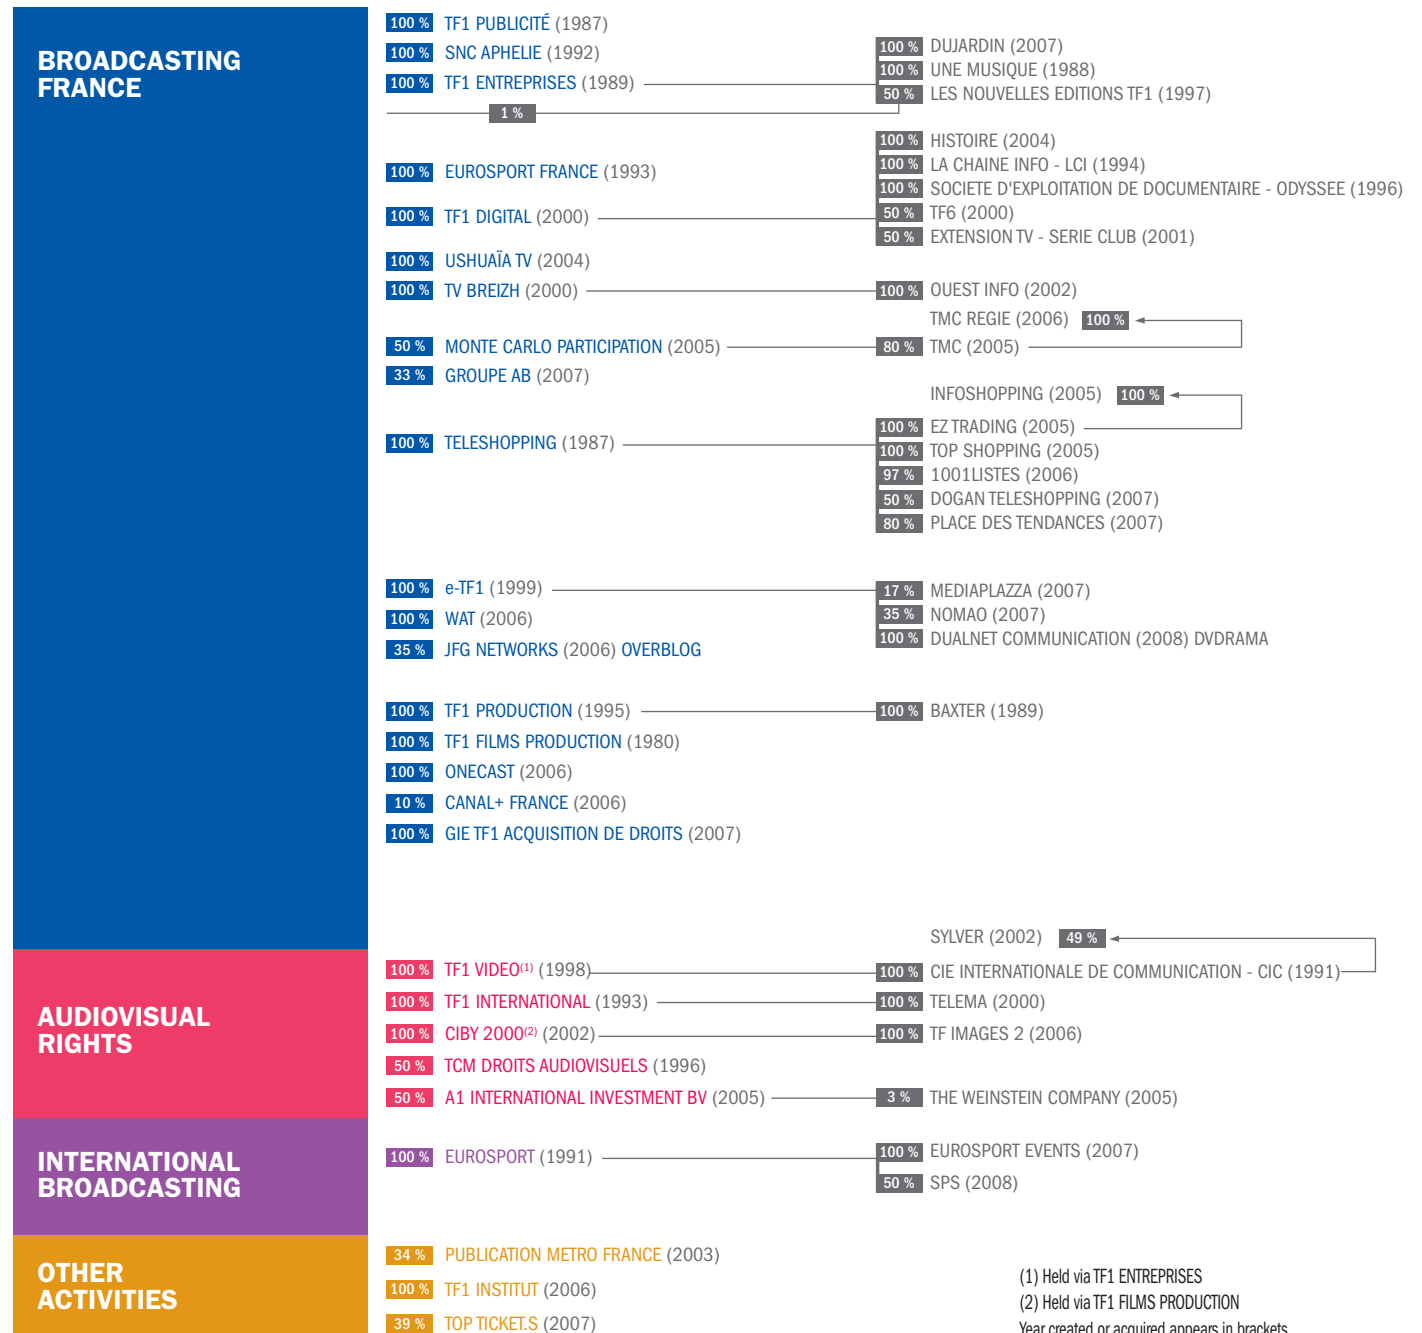 BROADCASTING
FRANCE
100 % TF1 PUBLICITÉ (1987)
100 % SNC APHELIE (1992)
100 % TF1 ENTREPRISES (1989)
100 % DUJARDIN (2007)
100 % UNE MUSIQUE (1988)
50 % LES NOUVELLES EDITIONS TF1 (1997)
1 %
100 % EUROSPORT FRANCE (1993)
100 % TF1 DIGITAL (2000)
100 % HISTOIRE (2004)
100 % LA CHAINE INFO - LCI (1994)
100 % SOCIETE D'EXPLOITATION DE DOCUMENTAIRE - ODYSSEE (1996)
50 % TF6 (2000)
50 % EXTENSION TV - SERIE CLUB (2001)
100 % USHUAÏA TV (2004)
100 % TV BREIZH (2000)
100 % OUEST INFO (2002)
TMC REGIE (2006) 100 %
50 % MONTE CARLO PARTICIPATION (2005)
80 % TMC (2005)
33 % GROUPE AB (2007)
INFOSHOPPING (2005) 100 %
100 % TELESHOPPING (1987)
100 % EZ TRADING (2005)
100 % TOP SHOPPING (2005)
97 % 1001LISTES (2006)
50 % DOGAN TELESHOPPING (2007)
80 % PLACE DES TENDANCES (2007)
100 % e-TF1 (1999)
100 % WAT (2006)
35 % JFG NETWORKS (2006) OVERBLOG
17 % MEDIAPLAZZA (2007)
35 % NOMAO (2007)
100 % DUALNET COMMUNICATION (2008) DVDRAMA
100 % TF1 PRODUCTION (1995)
100 % BAXTER (1989)
100 % TF1 FILMS PRODUCTION (1980)
100 % ONECAST (2006)
10 % CANAL+ FRANCE (2006)
100 % GIE TF1 ACQUISITION DE DROITS (2007)
AUDIOVISUAL
RIGHTS
SYLVER (2002) 49 %
100 % TF1 VIDEO(1) (1998)
100 % CIE INTERNATIONALE DE COMMUNICATION - CIC (1991)
100 % TF1 INTERNATIONAL (1993)
100 % TELEMA (2000)
100 % CIBY 2000(2) (2002)
100 % TF IMAGES 2 (2006)
50 % TCM DROITS AUDIOVISUELS (1996)
50 % A1 INTERNATIONAL INVESTMENT BV (2005)
3 % THE WEINSTEIN COMPANY (2005)
INTERNATIONAL
BROADCASTING
100 % EUROSPORT (1991)
100 % EUROSPORT EVENTS (2007)
50 % SPS (2008)
OTHER
ACTIVITIES
34 % PUBLICATION METRO FRANCE (2003)
100 % TF1 INSTITUT (2006)
39 % TOP TICKET.S (2007)
(1) Held via TF1 ENTREPRISES
(2) Held via TF1 FILMS PRODUCTION
Year created or acquired appears in brackets